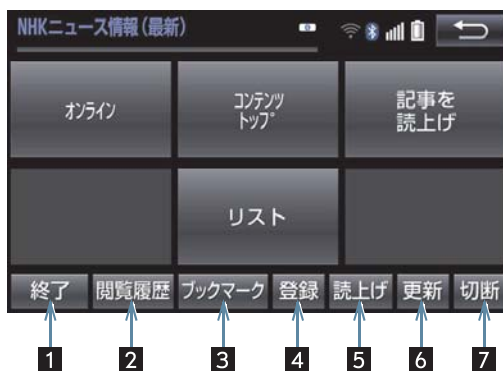 NHKニュース情報(最新)
オンライン
コンテンツ
トップ
記事を
読上げ
リスト
終了 閲覧履歴 ブックマーク 登録 読上げ 更新 切断
1 2 3 4 5 6 7